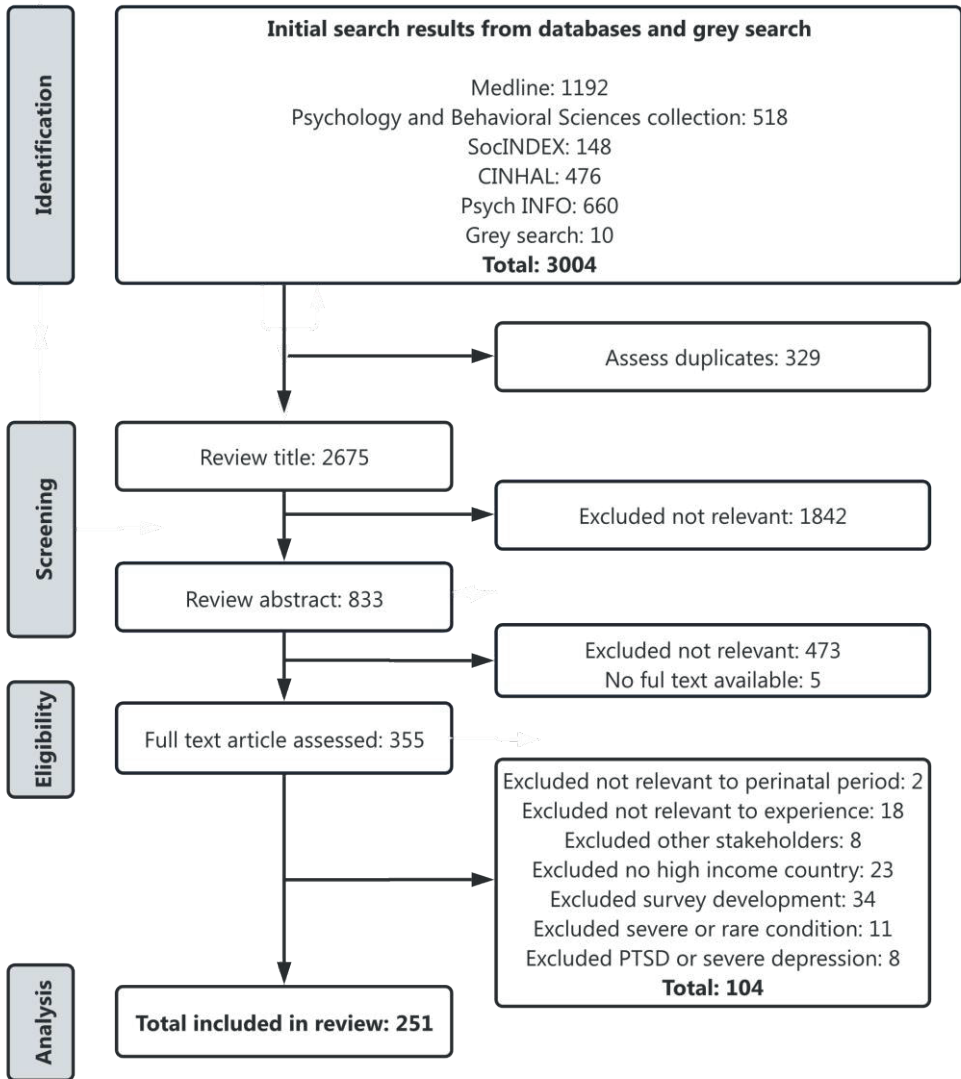 Identification
Initial search results from databases and grey search
Medline: 1192
Psychology and Behavioral Sciences collection: 518
SocINDEX: 148
CINHAL: 476
Psych INFO: 660
Grey search: 10
Total: 3004
Assess duplicates: 329
Screening
Review title: 2675
Excluded not relevant: 1842
Review abstract: 833
Excluded not relevant: 473
No ful text available: 5
Eligibility
Full text article assessed: 355
Excluded not relevant to perinatal period: 2
Excluded not relevant to experience: 18
Excluded other stakeholders: 8
Excluded no high income country: 23
Excluded survey development: 34
Excluded severe or rare condition: 11
Excluded PTSD or severe depression: 8
Total: 104
Analysis
Total included in review: 251